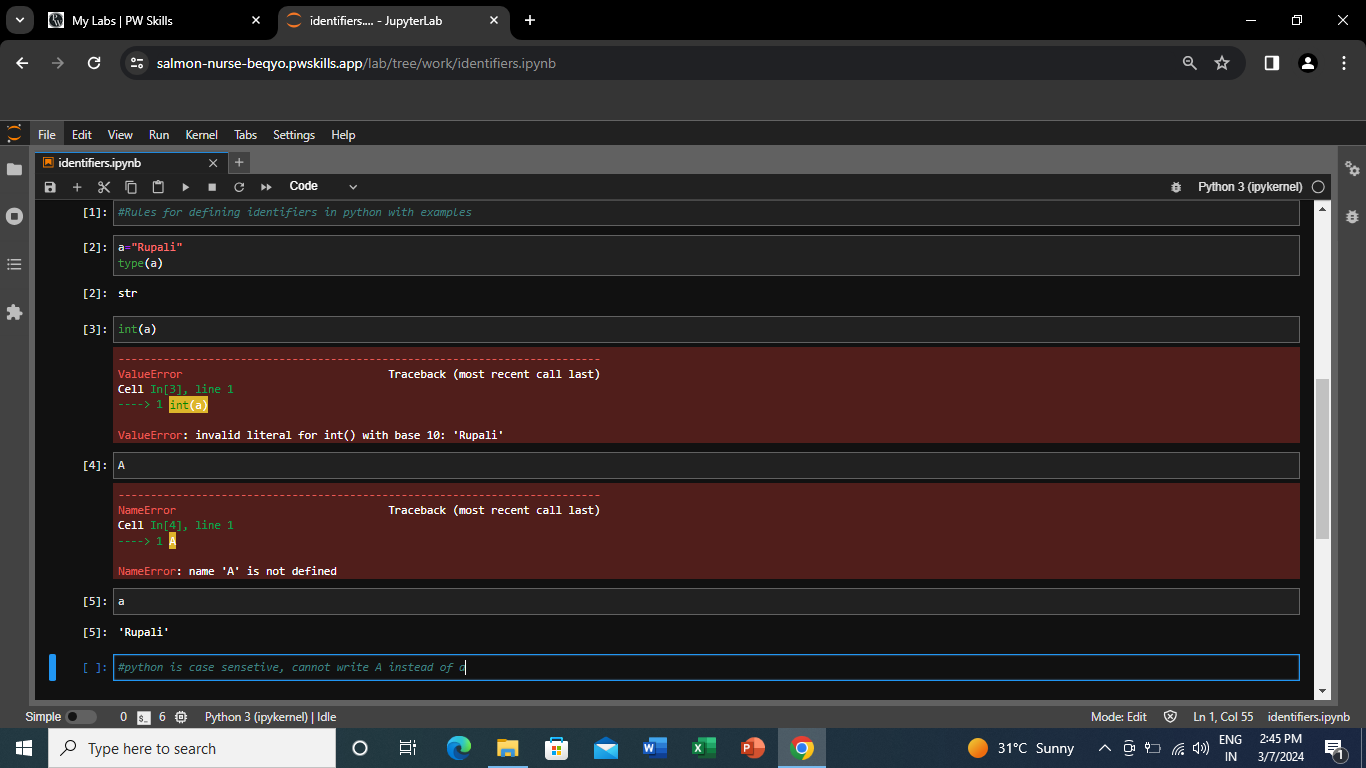 My Labs | PW Skills
identifiers.... - JupyterLab
salmon-nurse-beqyo.pwskills.app/lab/tree/work/identifiers.ipynb
File Edit View Run Kernel Tabs Settings Help
identifiers.ipynb
Code
Python 3 (ipykernel)
[1]: #Rules for defining identifiers in python with examples
[2]: a="Rupali"
type(a)
[2]: str
[3]: int(a)
---------------------------------------------------------------------------
ValueError Traceback (most recent call last)
Cell In[3], line 1
----> 1 int(a)
ValueError: invalid literal for int() with base 10: 'Rupali'
[4]: A
---------------------------------------------------------------------------
NameError Traceback (most recent call last)
Cell In[4], line 1
----> 1 A
NameError: name 'A' is not defined
[5]: a
[5]: 'Rupali'
[ ]: #python is case sensetive, cannot write A instead of a
Simple 0 $_ 6 Python 3 (ipykernel) | Idle Mode: Edit Ln 1, Col 55 identifiers.ipynb
Type here to search
31°C Sunny
ENG
IN
2:45 PM
3/7/2024
1